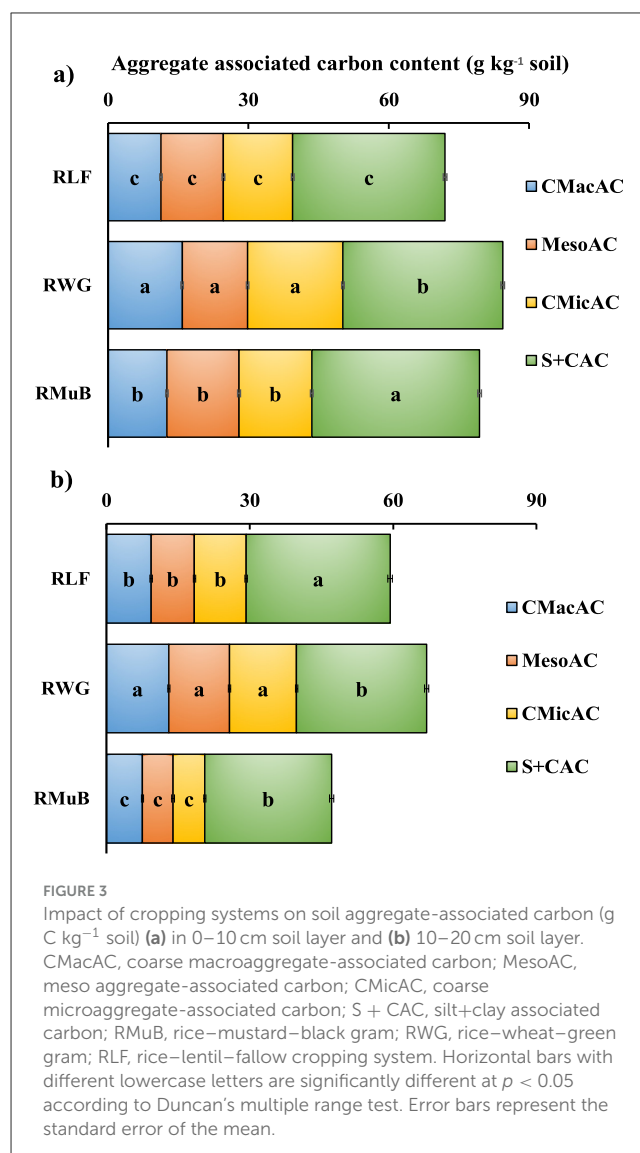 Aggregate associated carbon content (g kg-1 soil)
a)
0 30 60 90
RLF c c c c
RWG a a a b
RMuB b b b a
CMacAC
MesoAC
CMicAC
S+CAC
b)
0 30 60 90
RLF b b b a
RWG a a a b
RMuB c c c b
CMacAC
MesoAC
CMicAC
S+CAC
FIGURE 3
Impact of cropping systems on soil aggregate-associated carbon (g
C kg−1 soil) (a) in 0–10 cm soil layer and (b) 10–20 cm soil layer.
CMacAC, coarse macroaggregate-associated carbon; MesoAC,
meso aggregate-associated carbon; CMicAC, coarse
microaggregate-associated carbon; S + CAC, silt+clay associated
carbon; RMuB, rice–mustard–black gram; RWG, rice–wheat–green
gram; RLF, rice–lentil–fallow cropping system. Horizontal bars with
different lowercase letters are significantly different at p < 0.05
according to Duncan's multiple range test. Error bars represent the
standard error of the mean.